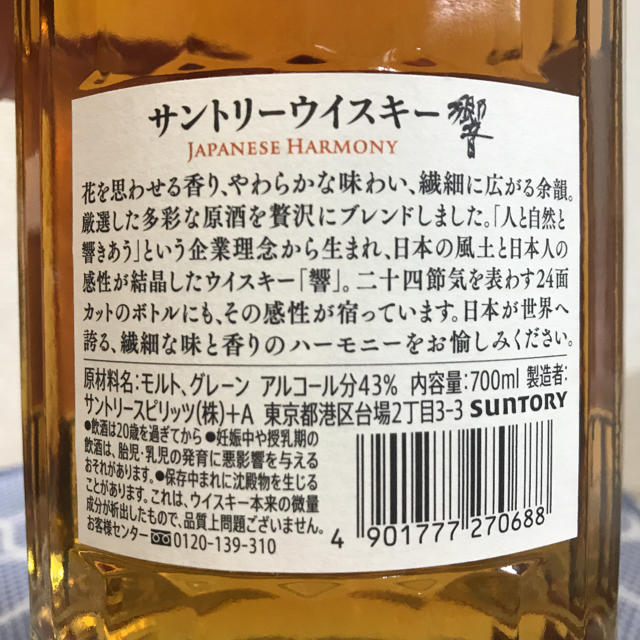 サントリーウイスキー響
JAPANESE HARMONY
花を思わせる香り、やわらかな味わい、繊細に広がる余韻。
厳選した多彩な原酒を贅沢にブレンドしました。「人と自然と
響きあう」という企業理念から生まれ、日本の風土と日本人の
感性が結晶したウイスキー「響」。二十四節気を表わす24面
カットのボトルにも、その感性が宿っています。日本が世界へ
誇る、繊細な味と香りのハーモニーをお愉しみください。
原材料:モルト、グレーン アルコール分43% 内容量:700ml 製造者:
サントリースピリッツ(株)+A 東京都港区台場2丁目3-3 SUNTORY
●飲酒は20歳を過ぎてから ●妊娠中や授乳期の
飲酒は、胎児・乳児の発育に悪影響を与える
おそれがあります。●保存中まれに沈殿物を生じる
ことがあります。これは、ウイスキー本来の微量
成分が析出したもので、品質上問題ございません。
お客様センター 0120-139-310
4 901777 270688